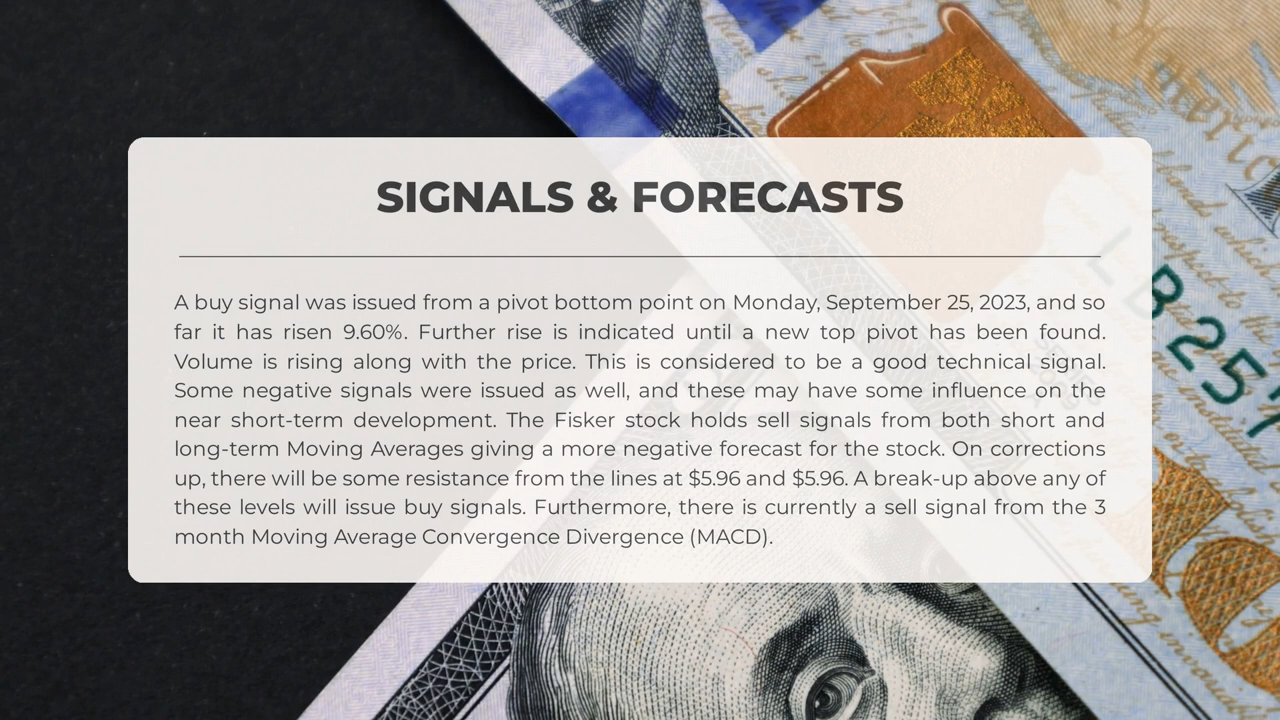 SIGNALS & FORECASTS
A buy signal was issued from a pivot bottom point on Monday, September 25, 2023, and so
far it has risen 9.60%. Further rise is indicated until a new top pivot has been found.
Volume is rising along with the price. This is considered to be a good technical signal.
Some negative signals were issued as well, and these may have some influence on the
near short-term development. The Fisker stock holds sell signals from both short and
long-term Moving Averages giving a more negative forecast for the stock. On corrections
up, there will be some resistance from the lines at $5.96 and $5.96. A break-up above any of
these levels will issue buy signals. Furthermore, there is currently a sell signal from the 3
month Moving Average Convergence Divergence (MACD).
LB257